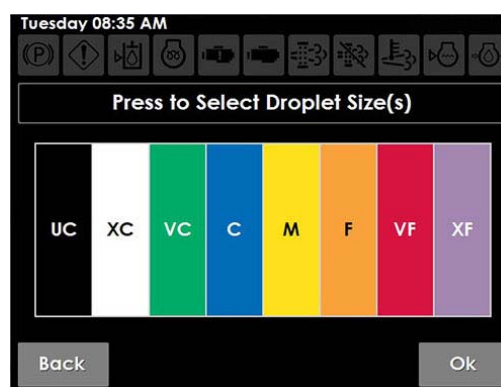 Tuesday 08:35 AM
(P)
Press to Select Droplet Size(s)
UC XC VC C M F VF XF
Back Ok